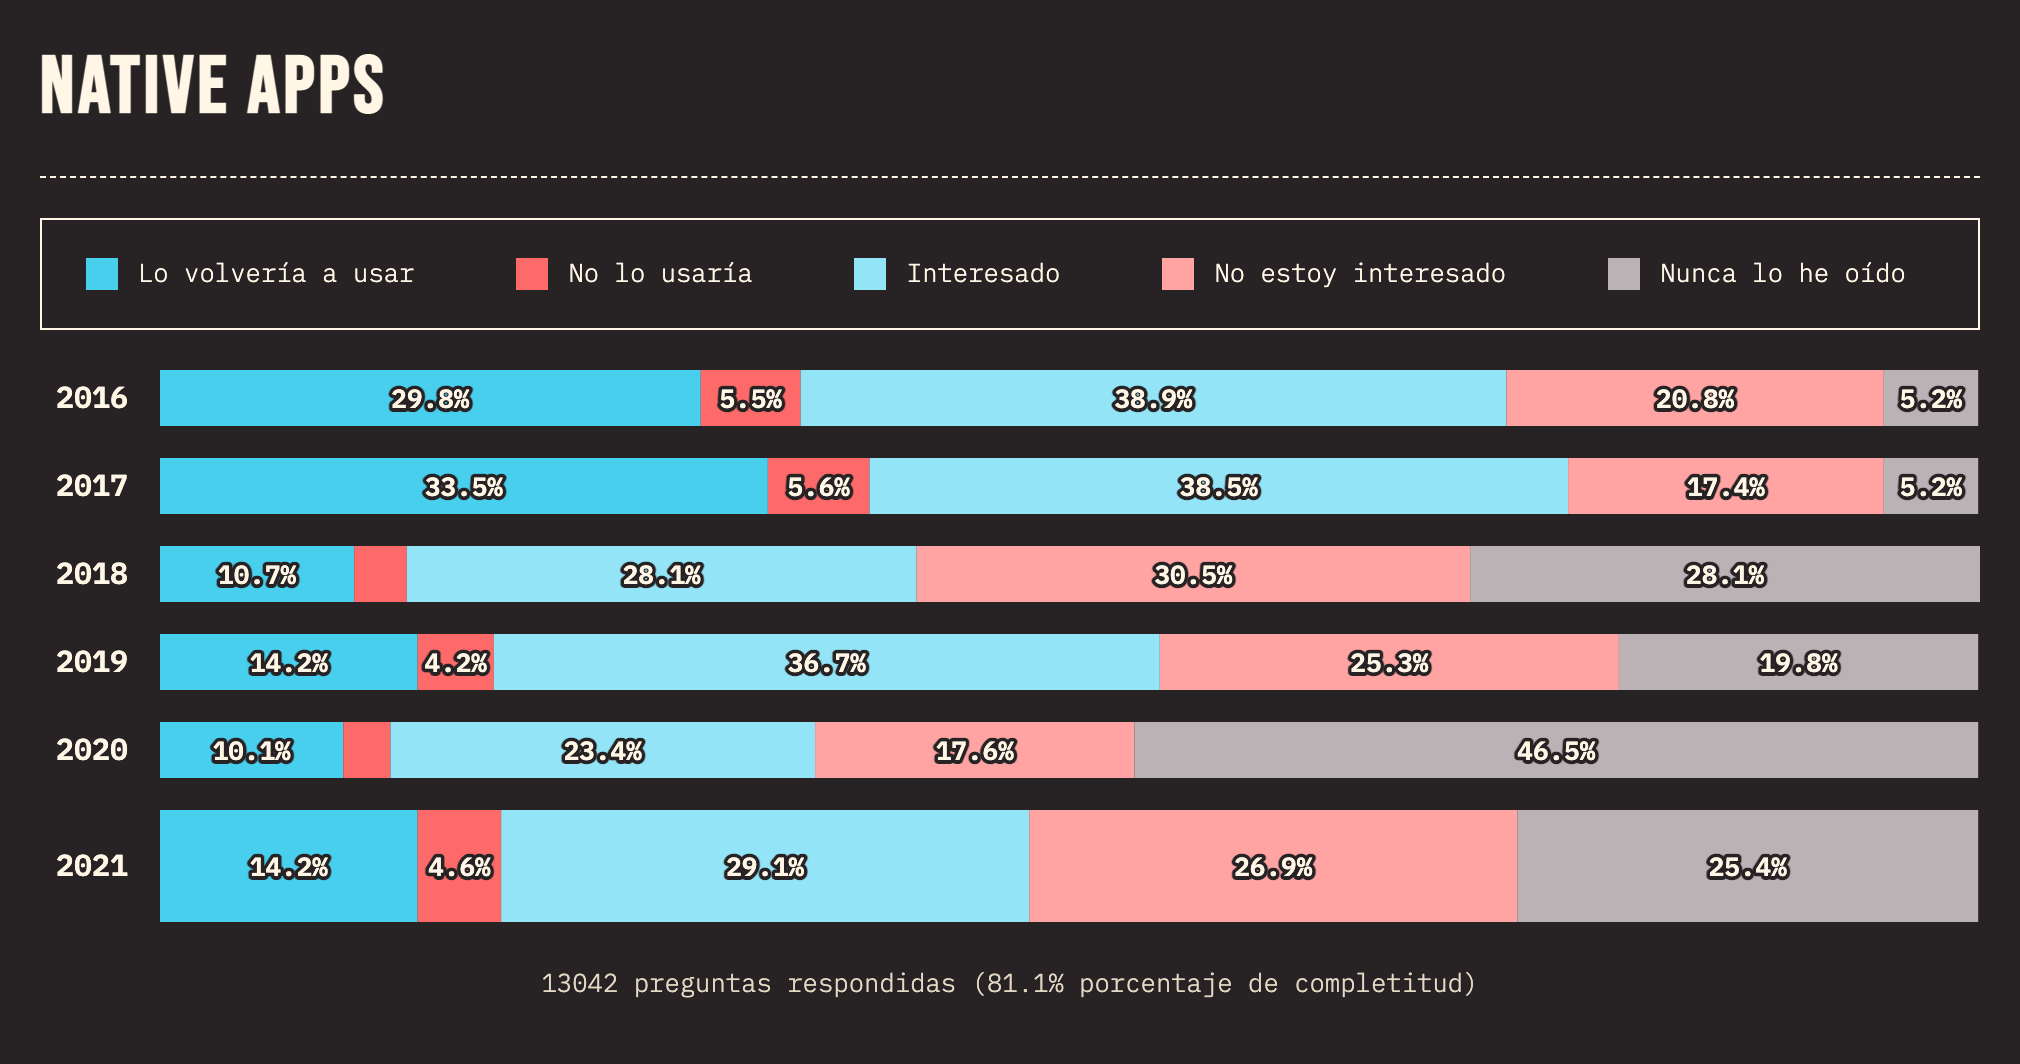 NATIVE APPS
Lo volvería a usar No lo usaría Interesado No estoy interesado Nunca lo he oído
2016 29.8% 5.5% 38.9% 20.8% 5.2%
2017 33.5% 5.6% 38.5% 17.4% 5.2%
2018 10.7% 28.1% 30.5% 28.1%
2019 14.2% 4.2% 36.7% 25.3% 19.8%
2020 10.1% 23.4% 17.6% 46.5%
2021 14.2% 4.6% 29.1% 26.9% 25.4%
13042 preguntas respondidas (81.1% porcentaje de completitud)